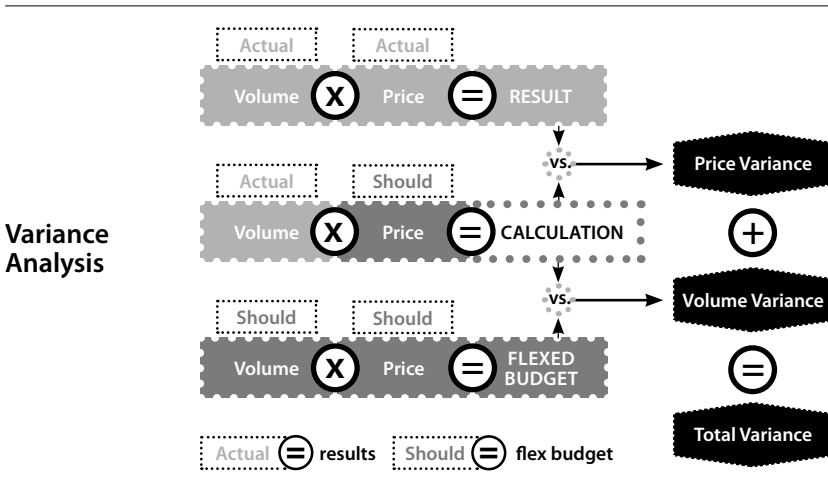 Actual Actual
Volume X Price = RESULT
vs. Price Variance
Actual Should
Volume X Price = CALCULATION
+
Variance
Analysis
vs. Volume Variance
Should Should
Volume X Price = FLEXED
BUDGET
=
Total Variance
Actual = results Should = flex budget